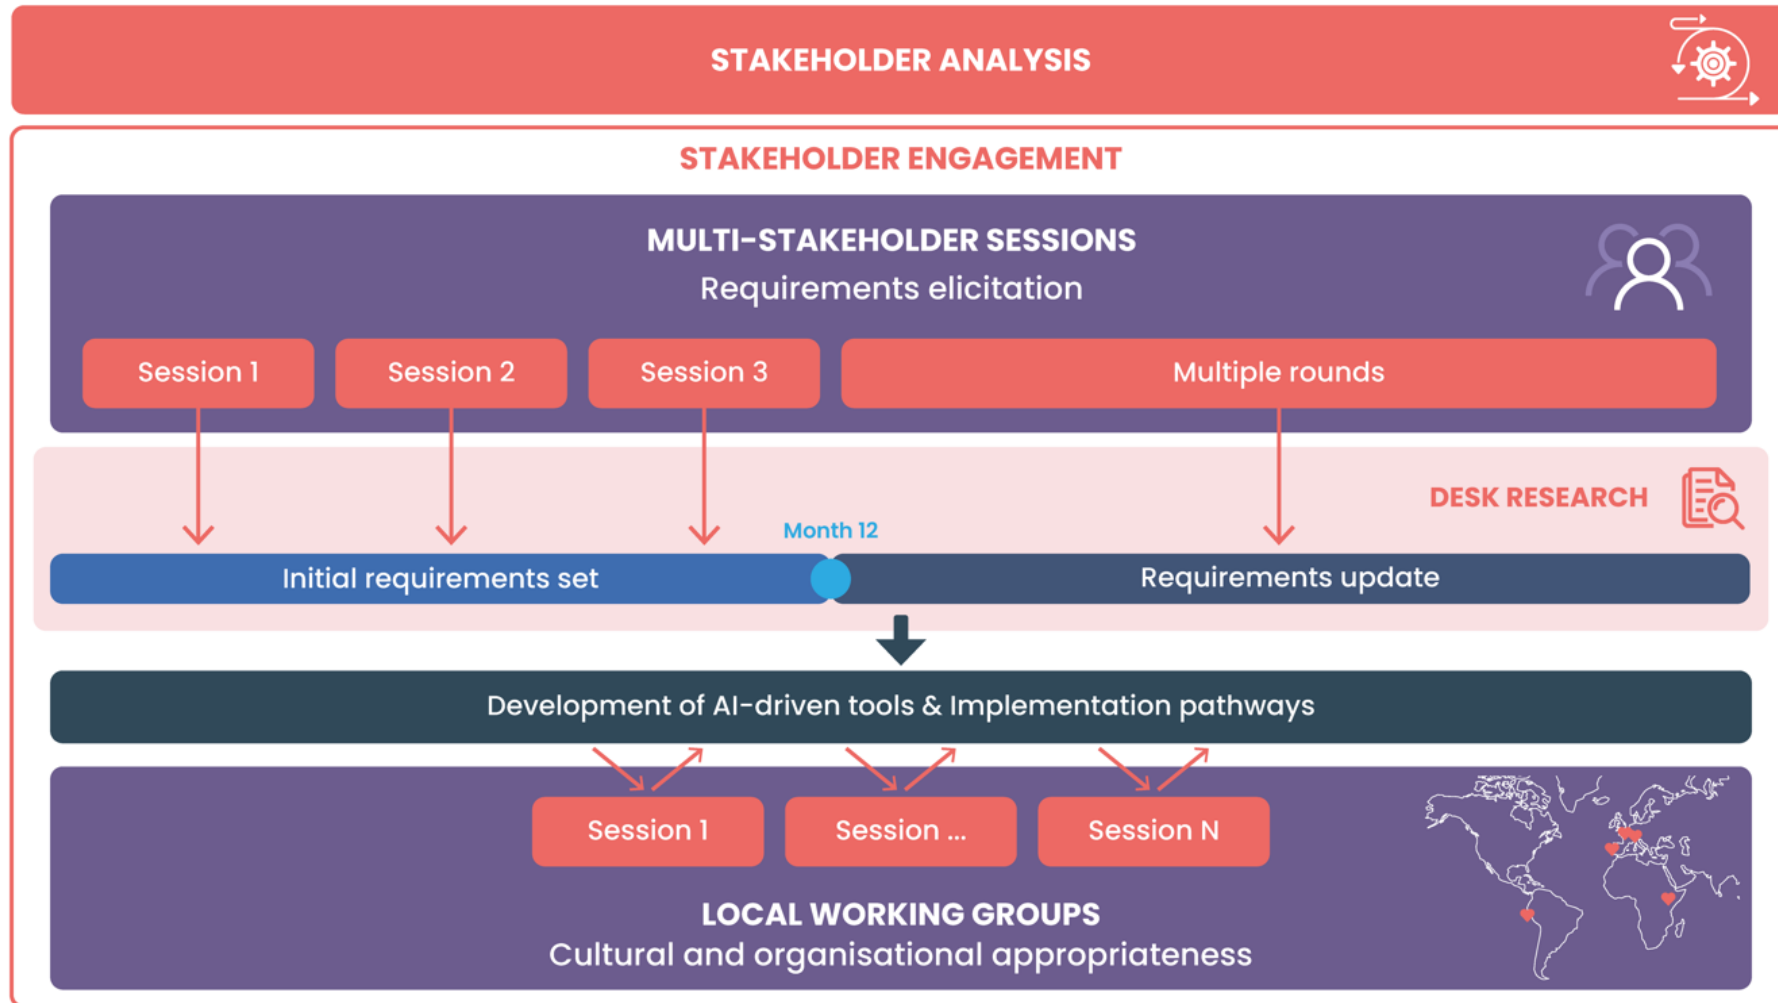 STAKEHOLDER ANALYSIS
STAKEHOLDER ENGAGEMENT
MULTI-STAKEHOLDER SESSIONS
Requirements elicitation
Session 1
Session 2
Session 3
Multiple rounds
DESK RESEARCH
Month 12
Initial requirements set
Requirements update
Development of AI-driven tools & Implementation pathways
Session 1
Session ...
Session N
LOCAL WORKING GROUPS
Cultural and organisational appropriateness